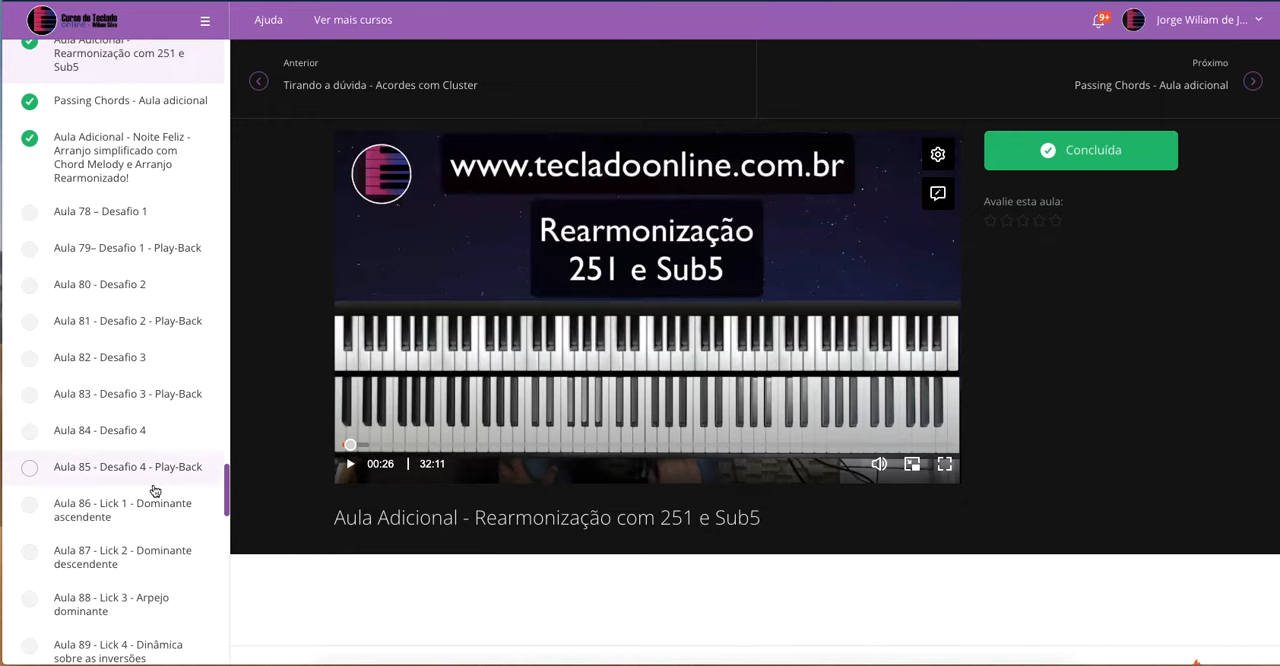 Curso de Teclado
ONLINE - Wiliam Silva
Ajuda
Ver mais cursos
9+
Jorge Wiliam de J...
Aula Adicional -
Rearmonização com 251 e
Sub5
Passing Chords - Aula adicional
Aula Adicional - Noite Feliz -
Arranjo simplificado com
Chord Melody e Arranjo
Rearmonizado!
Aula 78 – Desafio 1
Aula 79– Desafio 1 - Play-Back
Aula 80 - Desafio 2
Aula 81 - Desafio 2 - Play-Back
Aula 82 - Desafio 3
Aula 83 - Desafio 3 - Play-Back
Aula 84 - Desafio 4
Aula 85 - Desafio 4 - Play-Back
Aula 86 - Lick 1 - Dominante
ascendente
Aula 87 - Lick 2 - Dominante
descendente
Aula 88 - Lick 3 - Arpejo
dominante
Aula 89 - Lick 4 - Dinâmica
sobre as inversões
Anterior
Tirando a dúvida - Acordes com Cluster
Próximo
Passing Chords - Aula adicional
www.tecladoonline.com.br
Rearmonização
251 e Sub5
00:26
32:11
Concluída
Avalie esta aula:
Aula Adicional - Rearmonização com 251 e Sub5